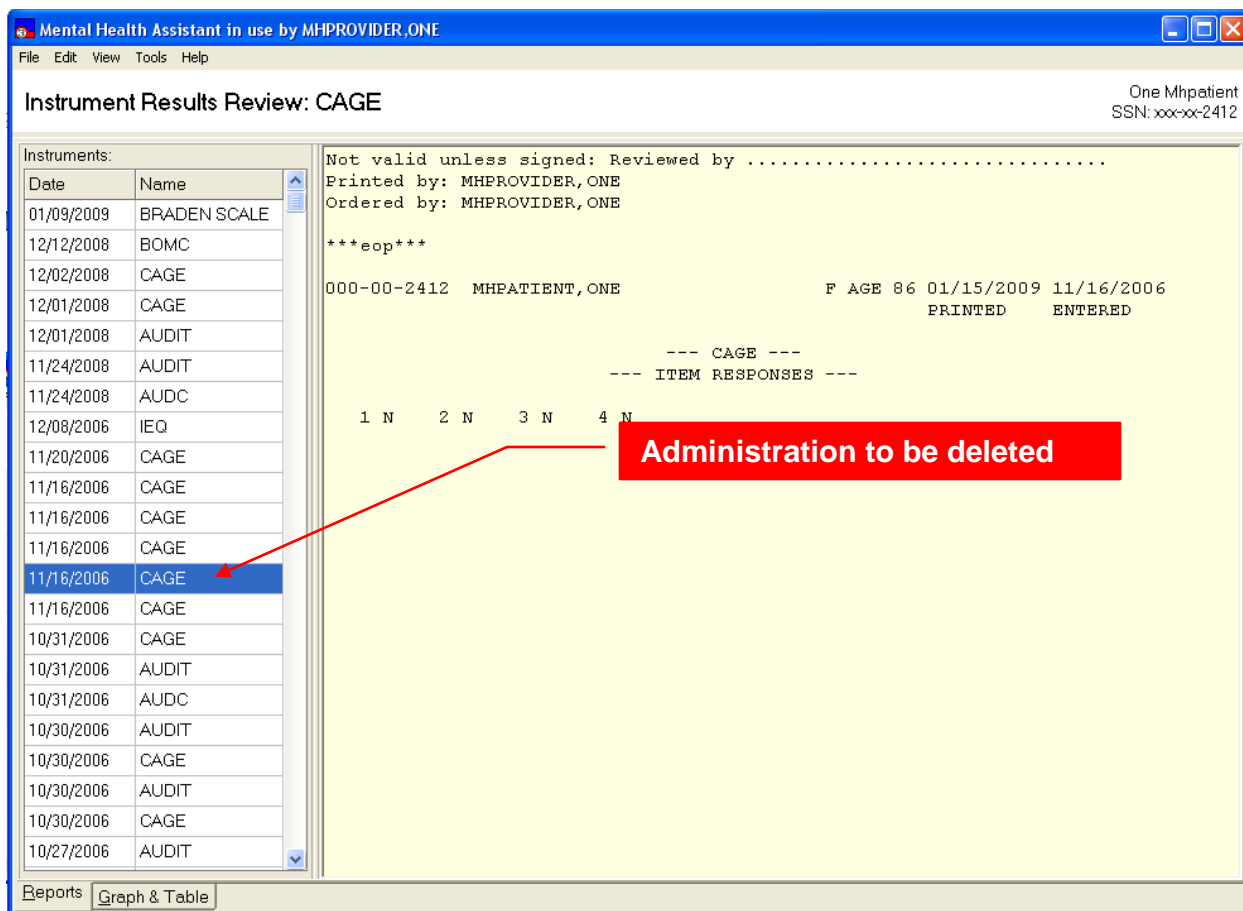 Mental Health Assistant in use by MHPROVIDER,ONE
File Edit View Tools Help
Instrument Results Review: CAGE
One Mhpatient
SSN: xxx-xx-2412
Instruments:
Date Name
01/09/2009 BRADEN SCALE
12/12/2008 BOMC
12/02/2008 CAGE
12/01/2008 CAGE
12/01/2008 AUDIT
11/24/2008 AUDIT
11/24/2008 AUDC
12/08/2006 IEQ
11/20/2006 CAGE
11/16/2006 CAGE
11/16/2006 CAGE
11/16/2006 CAGE
11/16/2006 CAGE
11/16/2006 CAGE
10/31/2006 CAGE
10/31/2006 AUDIT
10/31/2006 AUDC
10/30/2006 AUDIT
10/30/2006 CAGE
10/30/2006 AUDIT
10/30/2006 CAGE
10/27/2006 AUDIT
Not valid unless signed: Reviewed by ................................
Printed by: MHPROVIDER,ONE
Ordered by: MHPROVIDER,ONE
***eop***
000-00-2412 MHPATIENT,ONE F AGE 86 01/15/2009 11/16/2006
PRINTED ENTERED
--- CAGE ---
--- ITEM RESPONSES ---
1 N 2 N 3 N 4 N
Administration to be deleted
Reports Graph & Table